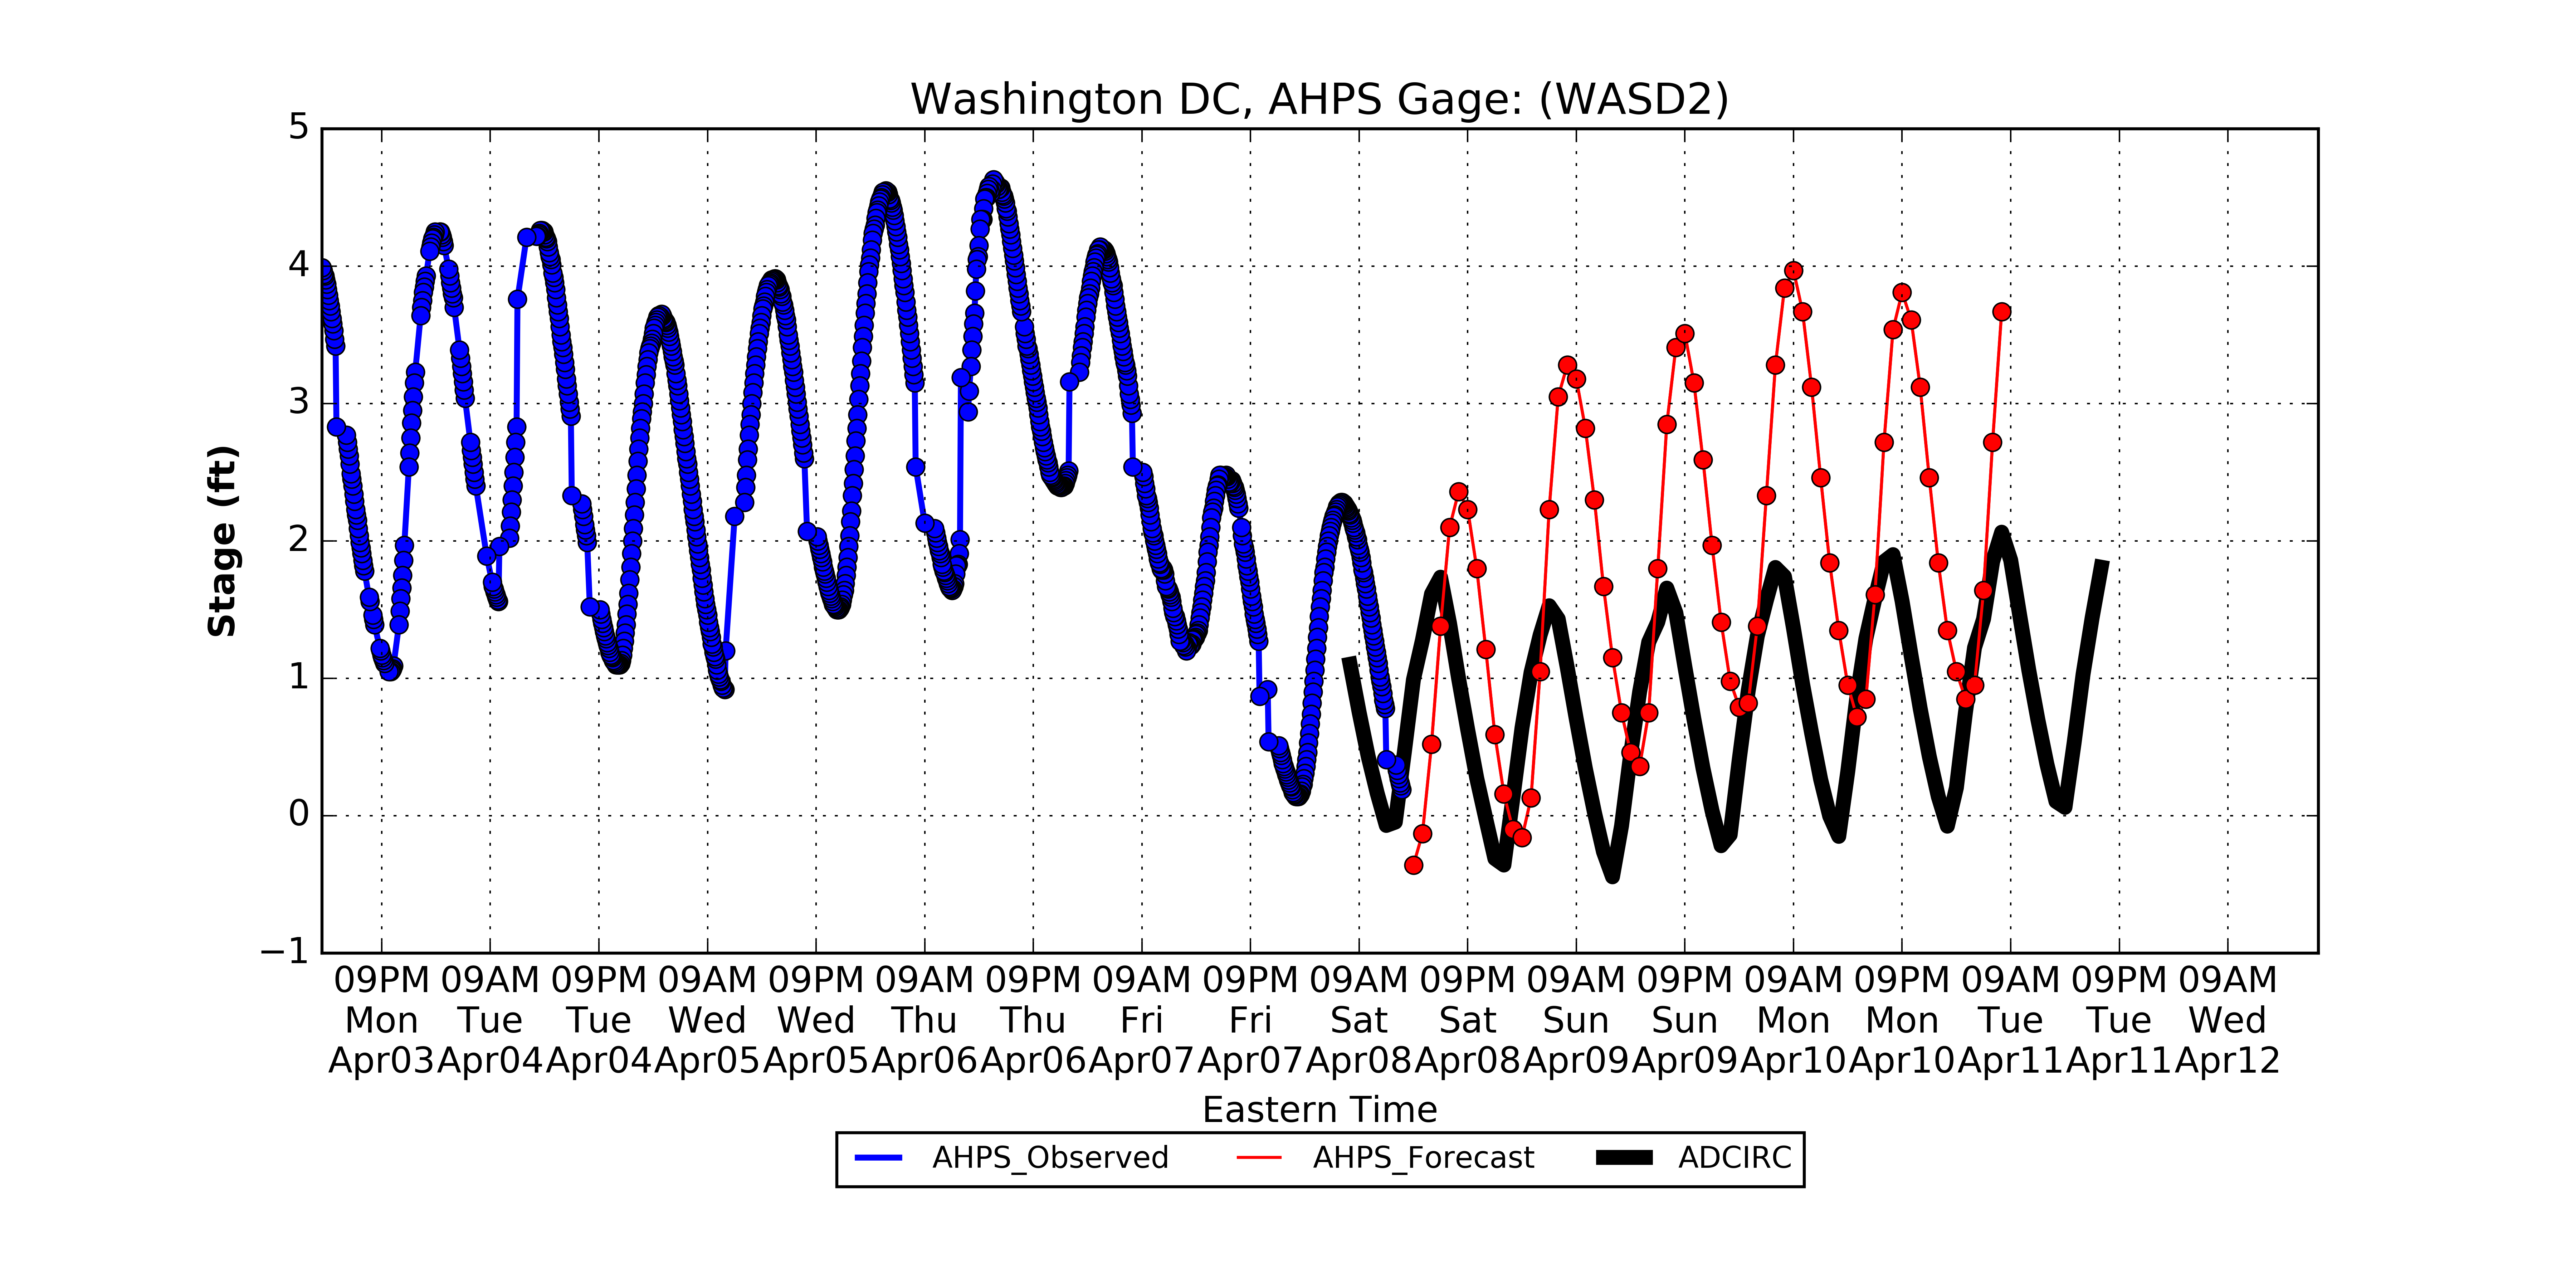 Washington DC, AHPS Gage: (WASD2)
5
4
3
2
1
0
−1
Stage (ft)
09PM 09AM 09PM 09AM 09PM 09AM 09PM 09AM 09PM 09AM 09PM 09AM 09PM 09AM 09PM 09AM 09PM 09AM
Mon Tue Tue Wed Wed Thu Thu Fri Fri Sat Sat Sun Sun Mon Mon Tue Tue Wed
Apr03 Apr04 Apr04 Apr05 Apr05 Apr06 Apr06 Apr07 Apr07 Apr08 Apr08 Apr09 Apr09 Apr10 Apr10 Apr11 Apr11 Apr12
Eastern Time
AHPS_Observed AHPS_Forecast ADCIRC